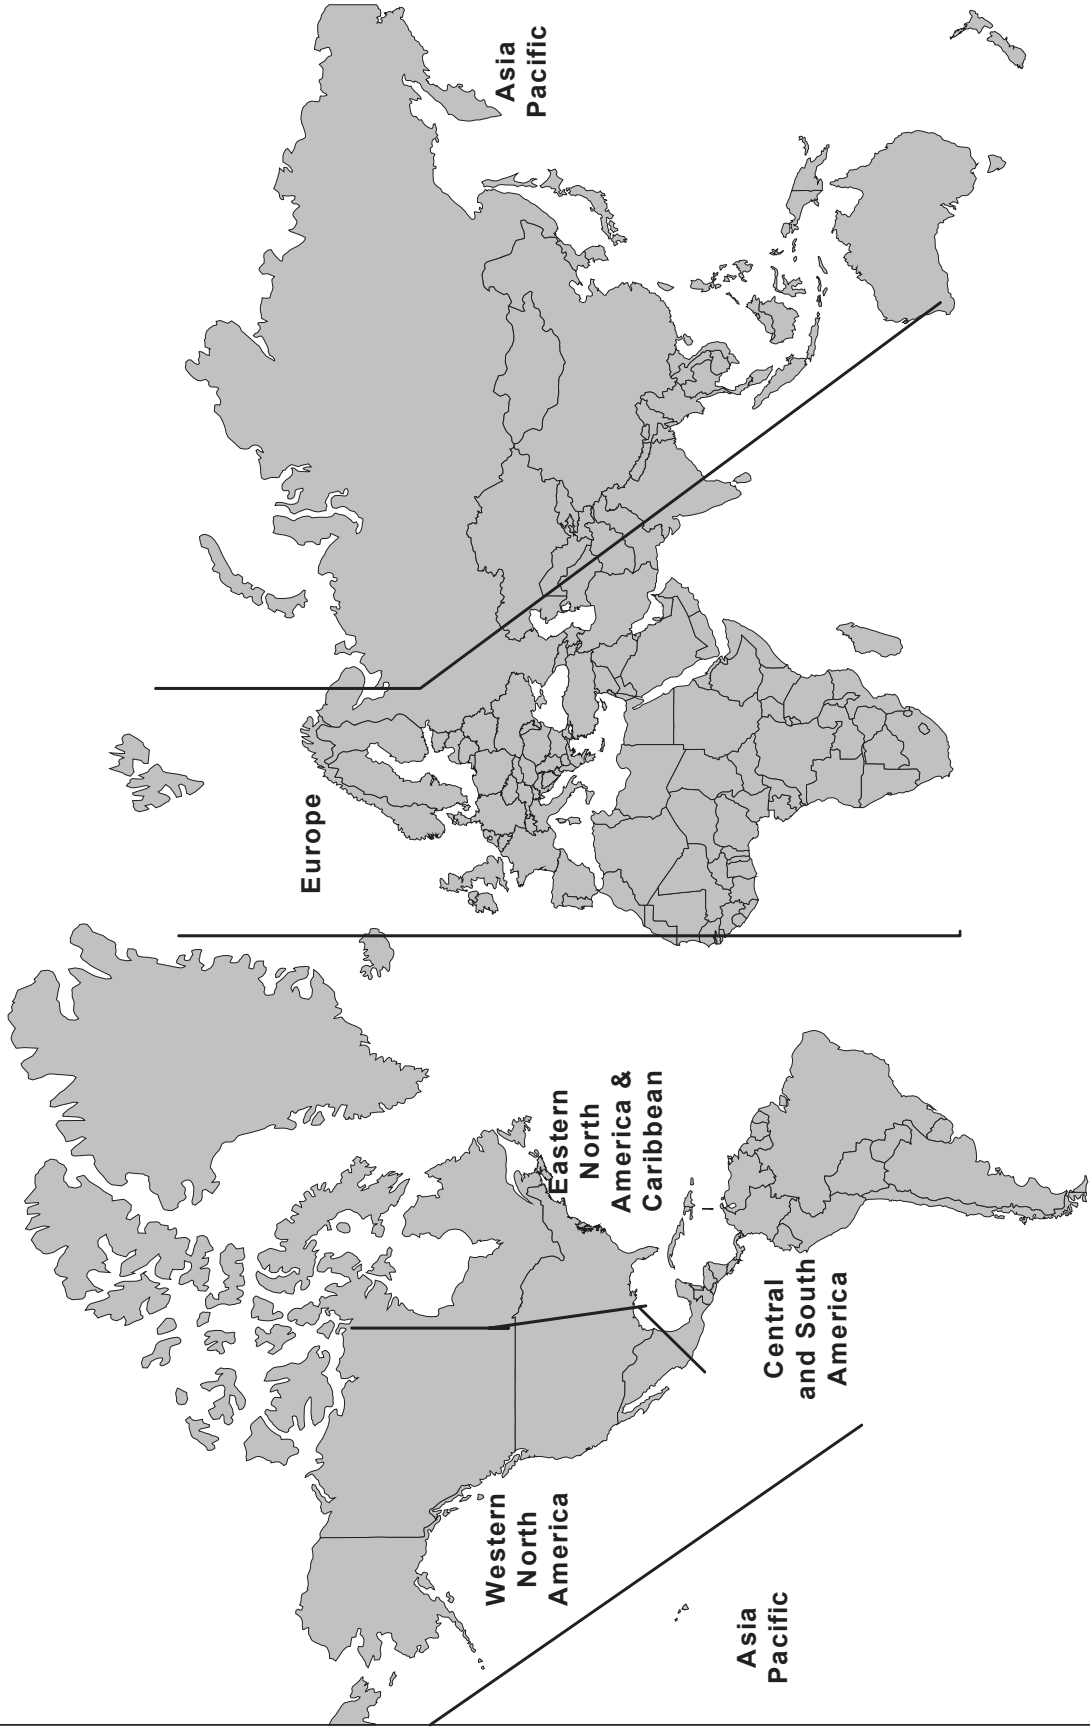 Asia
Pacific
Europe
Eastern
North
America &
Caribbean
Central
and South
America
Western
North
America
Asia
Pacific